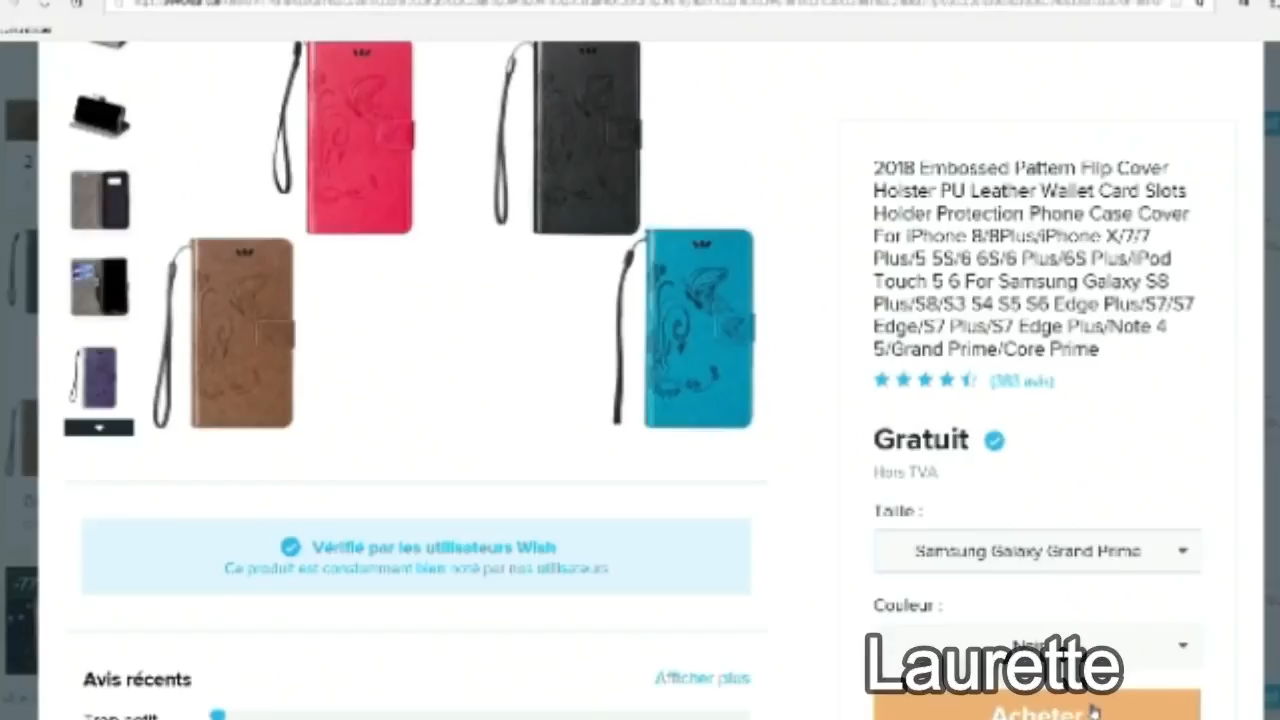 2018 Embossed Pattern Flip Cover
Holster PU Leather Wallet Card Slots
Holder Protection Phone Case Cover
For iPhone 8/8Plus/iPhone X/7/7
Plus/5 5S/6 6S/6 Plus/6S Plus/iPod
Touch 5 6 For Samsung Galaxy S8
Plus/S8/S3 S4 S5 S6 Edge Plus/S7/S7
Edge/S7 Plus/S7 Edge Plus/Note 4
5/Grand Prime/Core Prime
Gratuit
Hors TVA
Taille :
Samsung Galaxy Grand Prime
Couleur :
Laurette
Acheter
Vérifié par les utilisateurs Wish
Ce produit est constamment bien noté par nos utilisateurs
Avis récents
Afficher plus
Trop petit